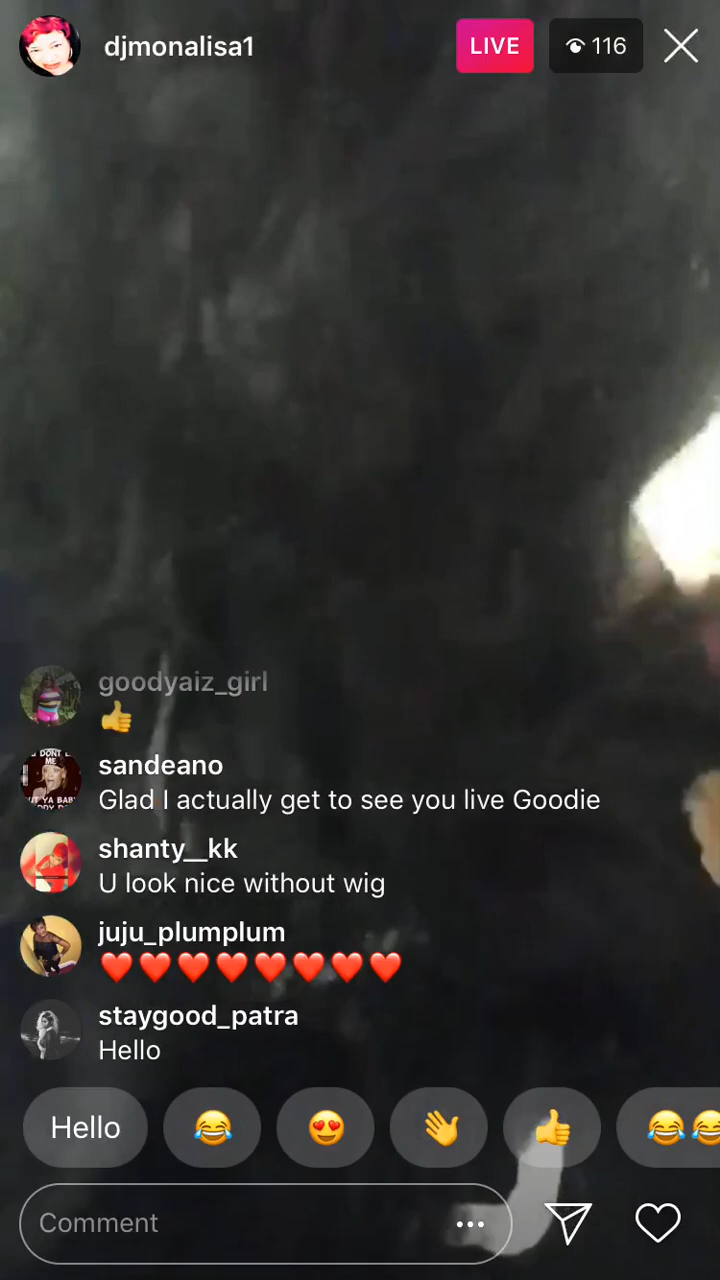 djmonalisa1
LIVE
116
goodyaiz_girl
👍
sandeano
Glad I actually get to see you live Goodie
shanty__kk
U look nice without wig
juju_plumplum
❤️❤️❤️❤️❤️❤️❤️❤️
staygood_patra
Hello
Hello 😂 😍 👋 👍 😂😂
Comment